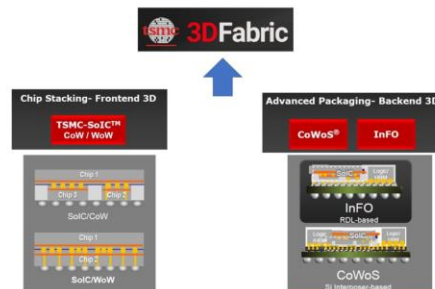 tsmc 3DFabric
Chip Stacking- Frontend 3D
TSMC-SoIC™
CoW / WoW
Chip 1
Chip 3
Chip 2
SoIC/CoW
Chip 1
Chip 2
SoIC/WoW
Advanced Packaging- Backend 3D
CoWoS®
InFO
SoIC
Logic/
InFO
RDL-based
Logic
SoIC
Logic/
CoWoS
Si Interposer-based